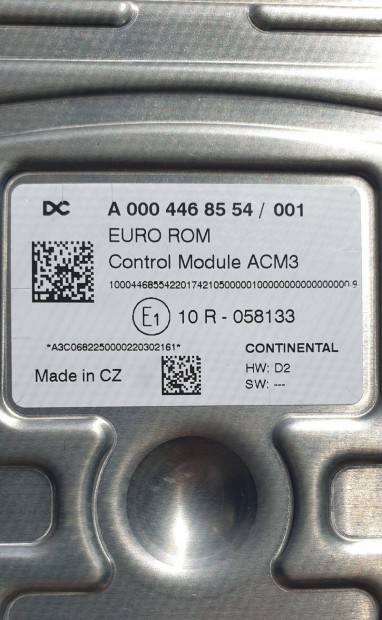 DC A 000 446 85 54 / 001
EURO ROM
Control Module ACM3
E1 10 R - 058133
*A3C0682250000220302161*
CONTINENTAL
Made in CZ
HW: D2
SW: ---